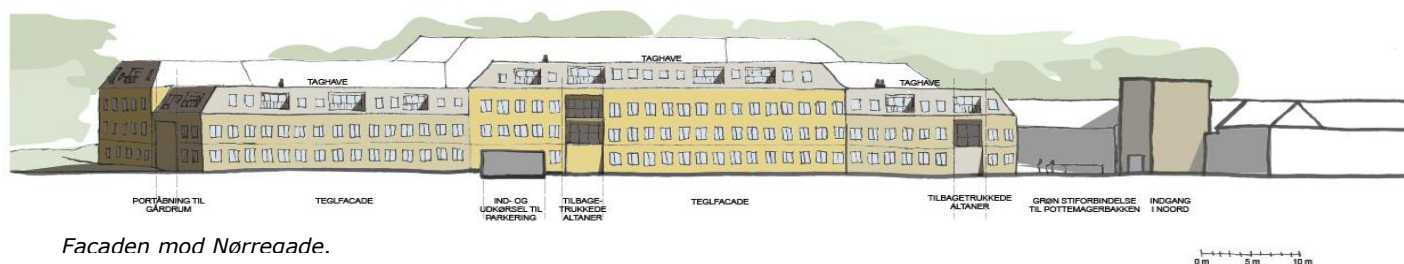 TAGHAVE
TAGHAVE
TAGHAVE
PORTÅBNING TIL
GÅRDRUM
TEGLFACADE
IND- OG
UDKØRSEL TIL
PARKERING
TILBAGE-
TRUKKEDE
ALTANER
TEGLFACADE
TILBAGETRUKKEDE
ALTANER
GRØN STIFORBINDELSE
TIL POTTEMAGERBAKKEN
INDGANG
I NOORD
Facaden mod Nørregade.
0 m 5 m 10 m